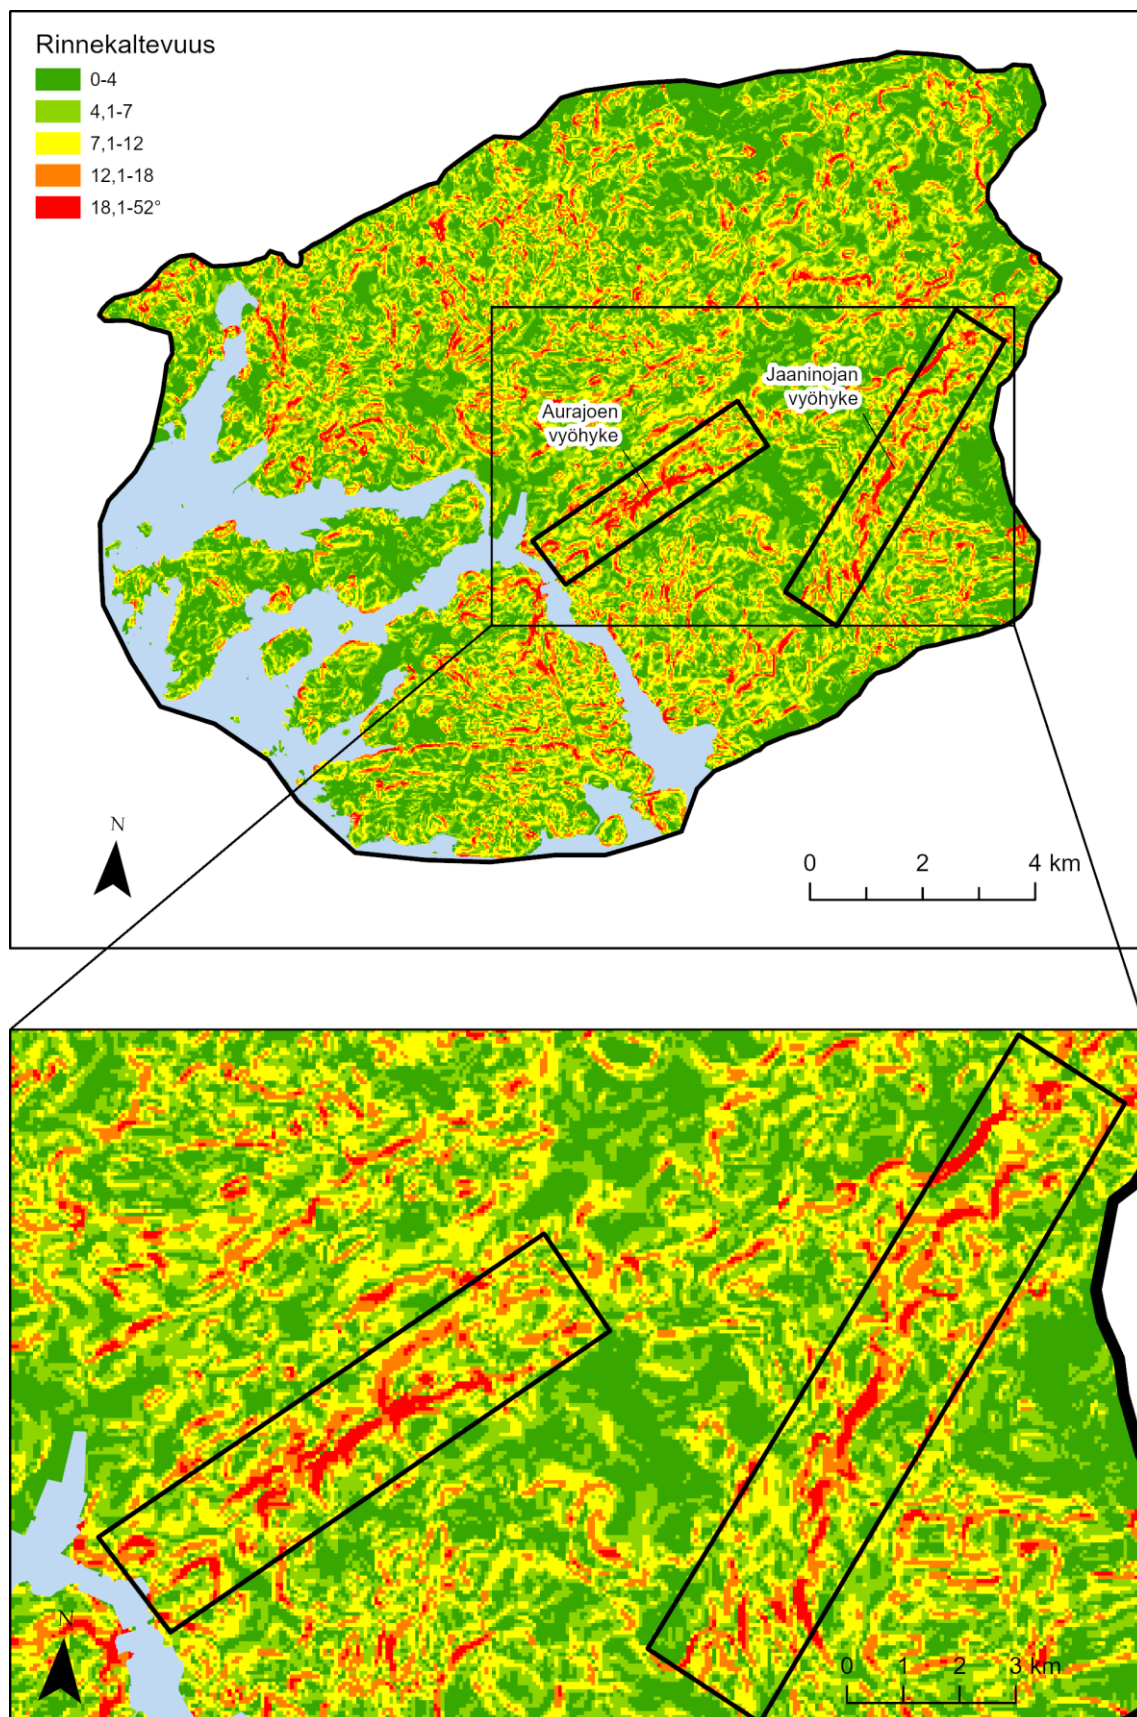 Rinnekaltevuus
0-4
4,1-7
7,1-12
12,1-18
18,1-52°
Jaaninojan
vyöhyke
Aurajoen
vyöhyke
N
0 2 4 km
N
0 1 2 3 km